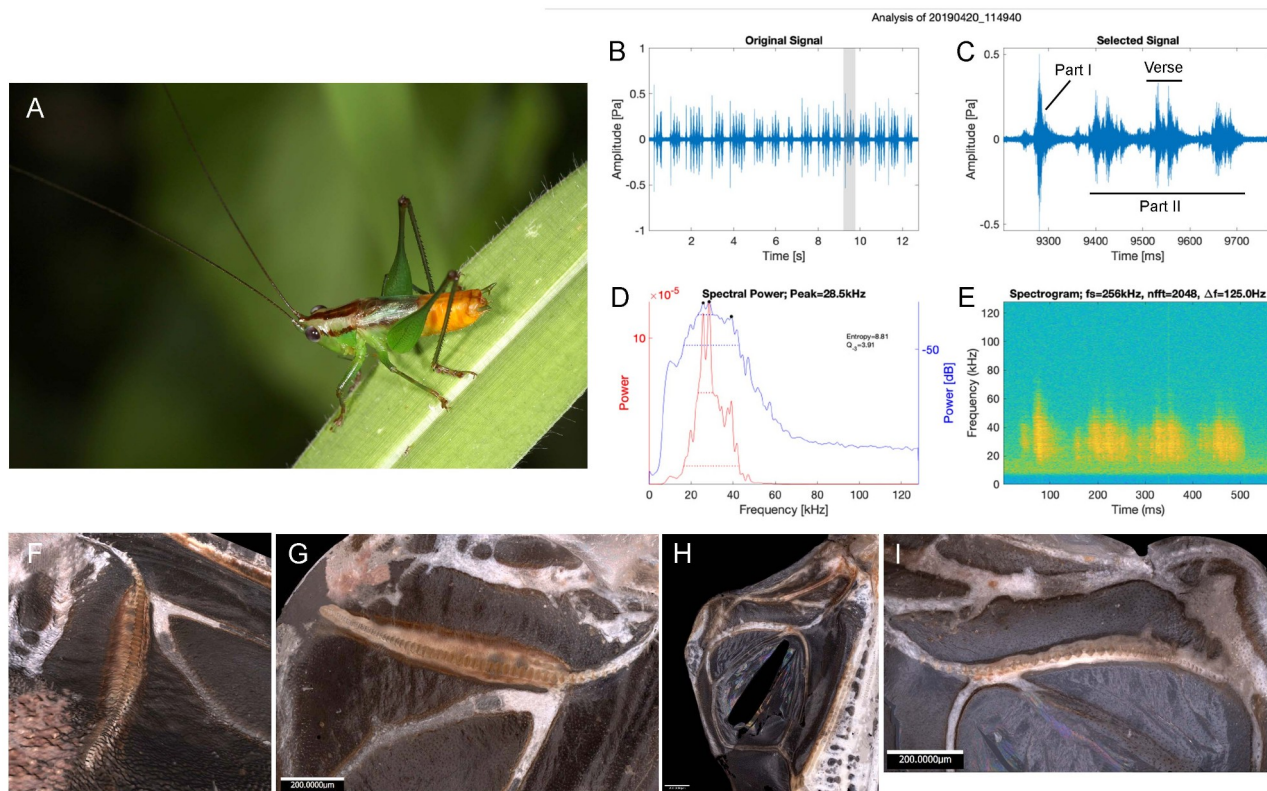 Analysis of 20190420_114940
A
B
Original Signal
Amplitude [Pa]
1
0.5
0
-0.5
-1
2 4 6 8 10 12
Time [s]
C
Selected Signal
Part I
Verse
Part II
Amplitude [Pa]
0.5
0
-0.5
9300 9400 9500 9600 9700
Time [ms]
D
×10-5
Spectral Power; Peak=28.5kHz
Entropy=8.81
Q-3=3.91
10
Power
-50
Power [dB]
0 20 40 60 80 100 120
Frequency [kHz]
E
Spectrogram; fs=256kHz, nfft=2048, Δf=125.0Hz
Frequency (kHz)
120
100
80
60
40
20
0
100 200 300 400 500
Time (ms)
F
G
200.0000µm
H
I
200.0000µm